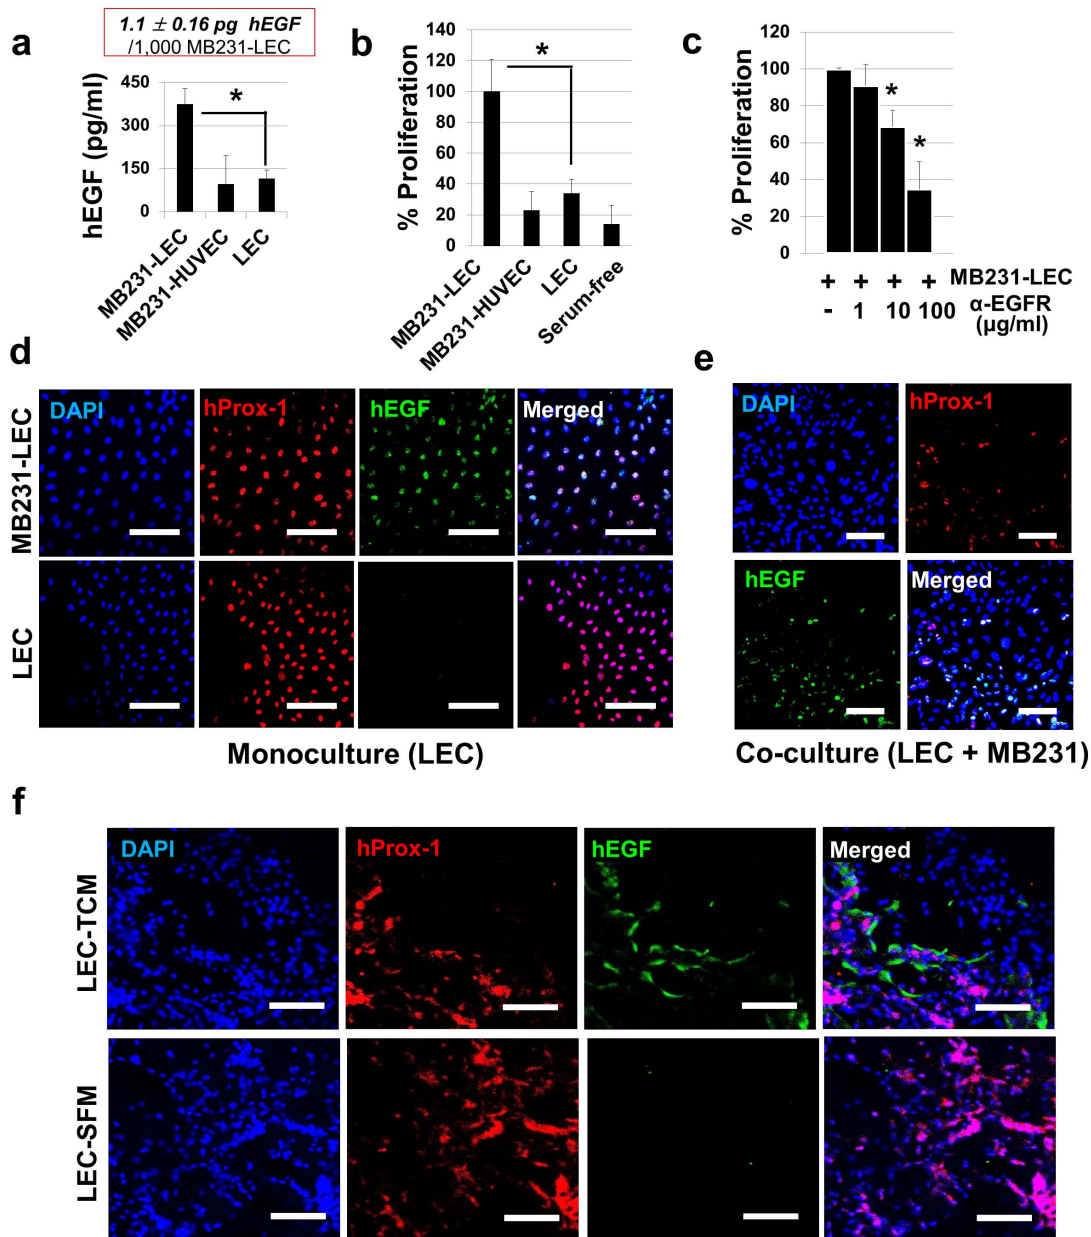 a
1.1 ± 0.16 pg hEGF
/1,000 MB231-LEC
hEGF (pg/ml)
450
300
150
0
MB231-LEC
MB231-HUVEC
LEC
*
b
% Proliferation
140
120
100
80
60
40
20
0
MB231-LEC
MB231-HUVEC
LEC
Serum-free
*
c
% Proliferation
120
100
80
60
40
20
0
*
*
+ + + + MB231-LEC
- 1 10 100 α-EGFR
(µg/ml)
d
MB231-LEC
DAPI
hProx-1
hEGF
Merged
LEC
Monoculture (LEC)
e
DAPI
hProx-1
hEGF
Merged
Co-culture (LEC + MB231)
f
LEC-TCM
DAPI
hProx-1
hEGF
Merged
LEC-SFM